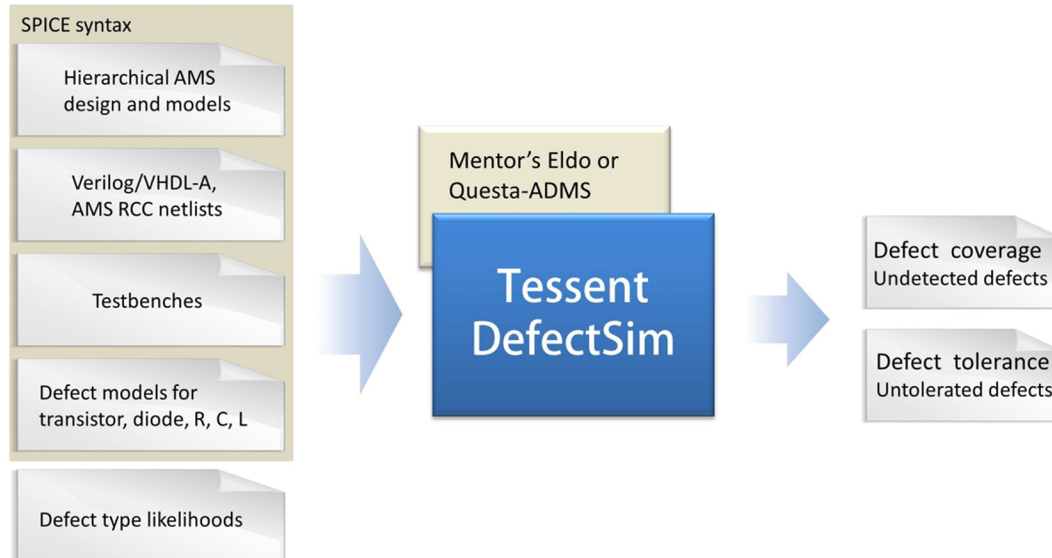 SPICE syntax
Hierarchical AMS
design and models
Verilog/VHDL-A,
AMS RCC netlists
Testbenches
Defect models for
transistor, diode, R, C, L
Defect type likelihoods
Mentor's Eldo or
Questa-ADMS
Tessent
DefectSim
Defect coverage
Undetected defects
Defect tolerance
Untolerated defects